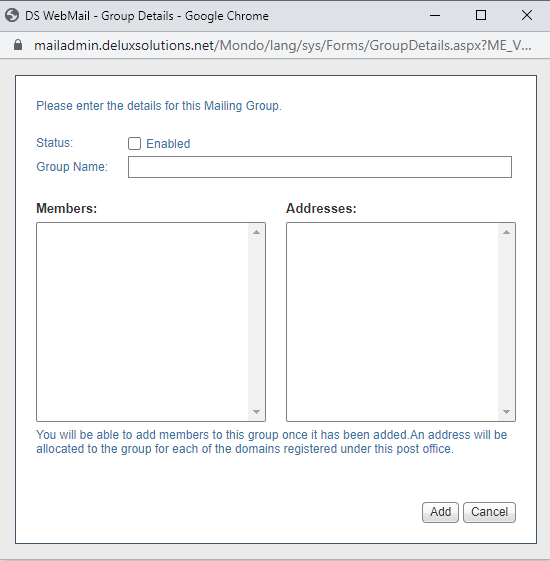 DS WebMail - Group Details - Google Chrome
mailadmin.deluxsolutions.net/Mondo/lang/sys/Forms/GroupDetails.aspx?ME_V...
Please enter the details for this Mailing Group.
Status: Enabled
Group Name:
Members: Addresses:
You will be able to add members to this group once it has been added.An address will be
allocated to the group for each of the domains registered under this post office.
Add Cancel